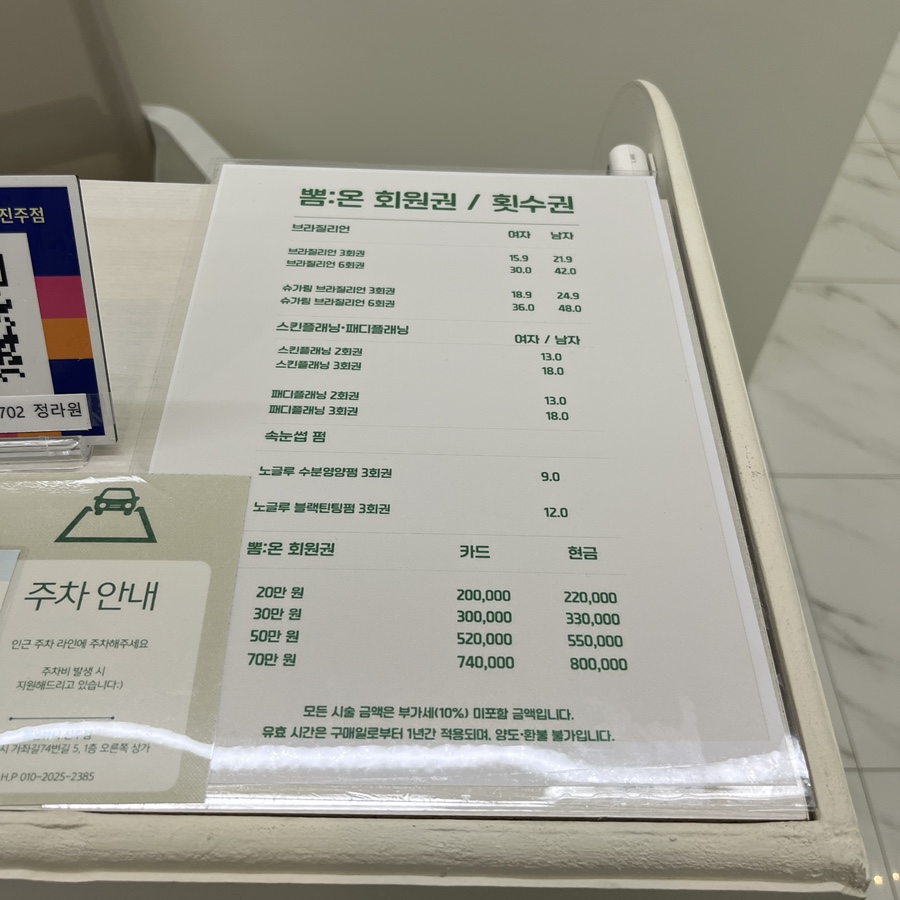 진주점
702 정라원
뽐:온 회원권 / 횟수권
브라질리언 여자 남자
브라질리언 3회권 15.9 21.9
브라질리언 6회권 30.0 42.0
슈가링 브라질리언 3회권 18.9 24.9
슈가링 브라질리언 6회권 36.0 48.0
스킨플래닝·패디플래닝 여자 / 남자
스킨플래닝 2회권 13.0
스킨플래닝 3회권 18.0
패디플래닝 2회권 13.0
패디플래닝 3회권 18.0
속눈썹 펌
노글루 수분영양펌 3회권 9.0
노글루 블랙틴팅펌 3회권 12.0
뽐:온 회원권 카드 현금
20만 원 200,000 220,000
30만 원 300,000 330,000
50만 원 520,000 550,000
70만 원 740,000 800,000
모든 시술 금액은 부가세(10%) 미포함 금액입니다.
유효 시간은 구매일로부터 1년간 적용되며, 양도·환불 불가입니다.
주차 안내
인근 주차 라인에 주차해주세요
주차비 발생 시
지원해드리고 있습니다:)
시 가좌길74번길 5, 1층 오른쪽 상가
H.P 010-2025-2385